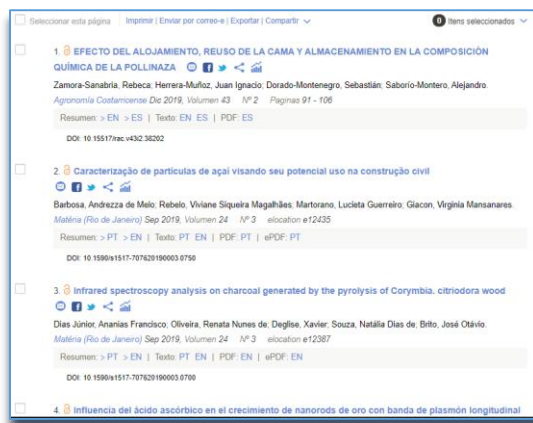 Seleccionar esta página Imprimir | Enviar por correo-e | Exportar | Compartir 0 Itens seleccionados
1. EFECTO DEL ALOJAMIENTO, REUSO DE LA CAMA Y ALMACENAMIENTO EN LA COMPOSICIÓN
QUÍMICA DE LA POLLINAZA
Zamora-Sanabria, Rebeca; Herrera-Muñoz, Juan Ignacio; Dorado-Montenegro, Sebastián; Saborío-Montero, Alejandro.
Agronomía Costarricense Dic 2019, Volumen 43 Nº 2 Paginas 91 - 106
Resumen: > EN > ES | Texto: EN ES | PDF: ES
DOI: 10.15517/rac.v43i2.38202
2. Caracterização de partículas de açaí visando seu potencial uso na construção civil
Barbosa, Andrezza de Melo; Rebelo, Viviane Siqueira Magalhães; Martorano, Lucieta Guerreiro; Giacon, Virginia Mansanares.
Matéria (Rio de Janeiro) Sep 2019, Volumen 24 Nº 3 elocation e12435
Resumen: > PT > EN | Texto: PT EN | PDF: PT | ePDF: PT
DOI: 10.1590/s1517-707620190003.0750
3. Infrared spectroscopy analysis on charcoal generated by the pyrolysis of Corymbia. citriodora wood
Dias Júnior, Ananias Francisco; Oliveira, Renata Nunes de; Deglise, Xavier; Souza, Natália Dias de; Brito, José Otávio.
Matéria (Rio de Janeiro) Sep 2019, Volumen 24 Nº 3 elocation e12387
Resumen: > PT > EN | Texto: PT EN | PDF: EN | ePDF: EN
DOI: 10.1590/s1517-707620190003.0700
4. Influencia del ácido ascórbico en el crecimiento de nanorods de oro con banda de plasmón longitudinal